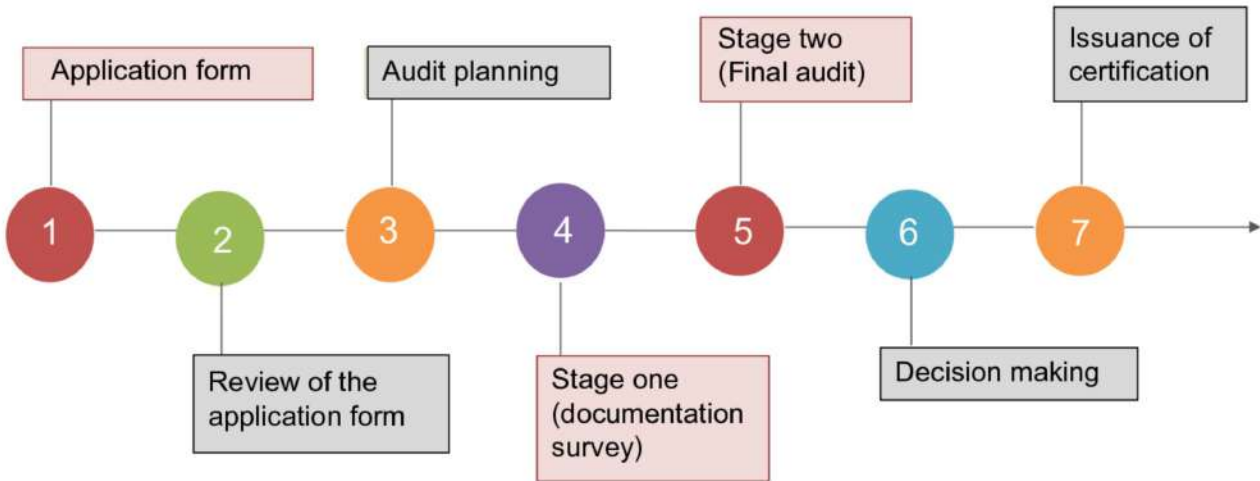 Application form
Audit planning
Stage two
(Final audit)
Issuance of
certification
1
2
3
4
5
6
7
Review of the
application form
Stage one
(documentation
survey)
Decision making